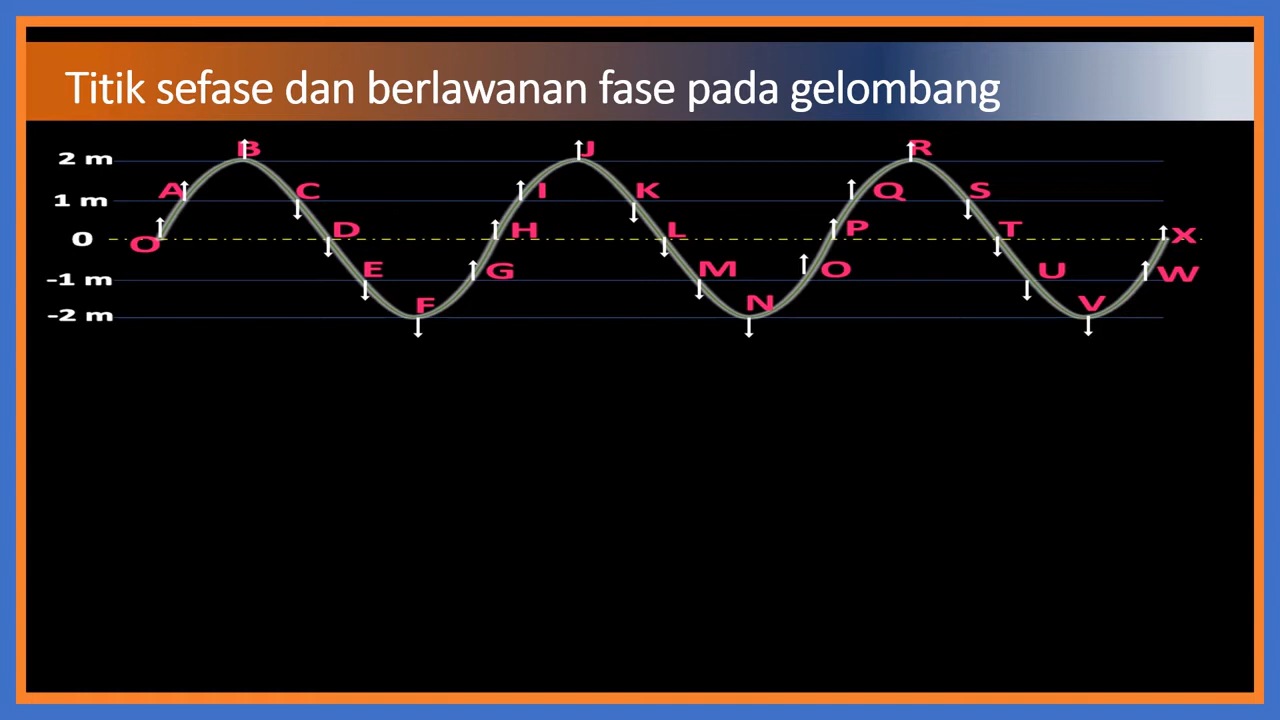 Titik sefase dan berlawanan fase pada gelombang
2 m B J R
1 m A C I K Q S
0 O D H L P T X
-1 m E G M O U W
-2 m F N V